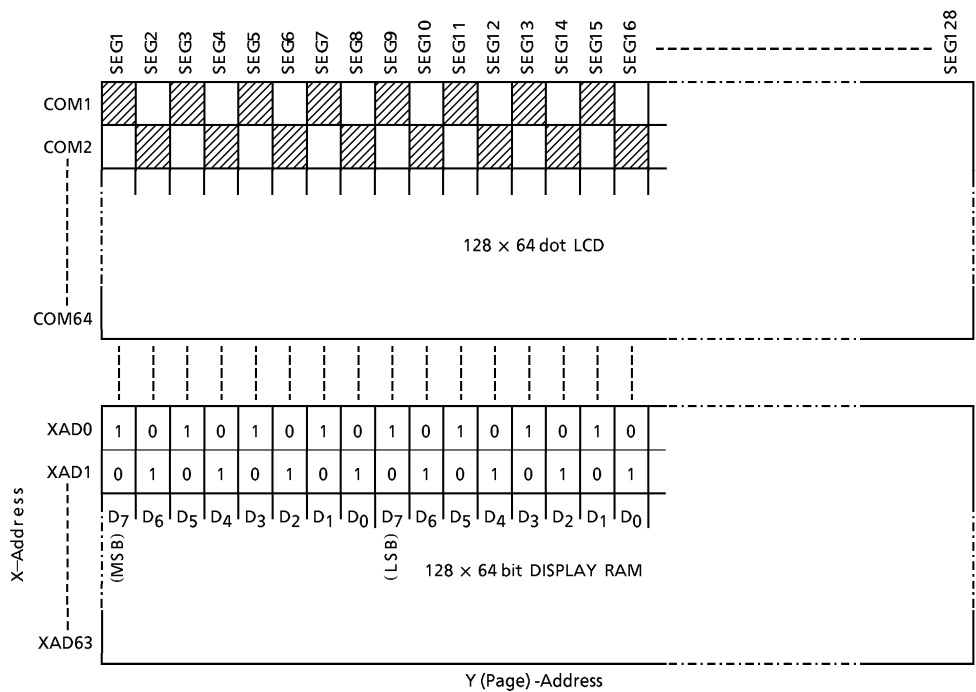 SEG1 SEG2 SEG3 SEG4 SEG5 SEG6 SEG7 SEG8 SEG9 SEG10 SEG11 SEG12 SEG13 SEG14 SEG15 SEG16 SEG128
COM1
COM2
128 × 64 dot LCD
COM64
XAD0 1 0 1 0 1 0 1 0 1 0 1 0 1 0 1 0
XAD1 0 1 0 1 0 1 0 1 0 1 0 1 0 1 0 1
D7 D6 D5 D4 D3 D2 D1 D0 D7 D6 D5 D4 D3 D2 D1 D0
(MSB) (LSB) 128 × 64 bit DISPLAY RAM
X–Address
XAD63
Y (Page) -Address